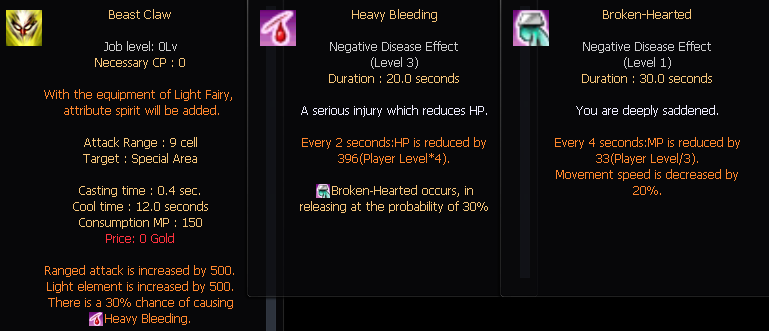 Beast Claw
Job level: 0Lv
Necessary CP : 0
With the equipment of Light Fairy,
attribute spirit will be added.
Attack Range : 9 cell
Target : Special Area
Casting time : 0.4 sec.
Cool time : 12.0 seconds
Consumption MP : 150
Price: 0 Gold
Ranged attack is increased by 500.
Light element is increased by 500.
There is a 30% chance of causing
Heavy Bleeding.
Heavy Bleeding
Negative Disease Effect
(Level 3)
Duration : 20.0 seconds
A serious injury which reduces HP.
Every 2 seconds:HP is reduced by
396(Player Level*4).
Broken-Hearted occurs, in
releasing at the probability of 30%
Broken-Hearted
Negative Disease Effect
(Level 1)
Duration : 30.0 seconds
You are deeply saddened.
Every 4 seconds:MP is reduced by
33(Player Level/3).
Movement speed is decreased by
20%.